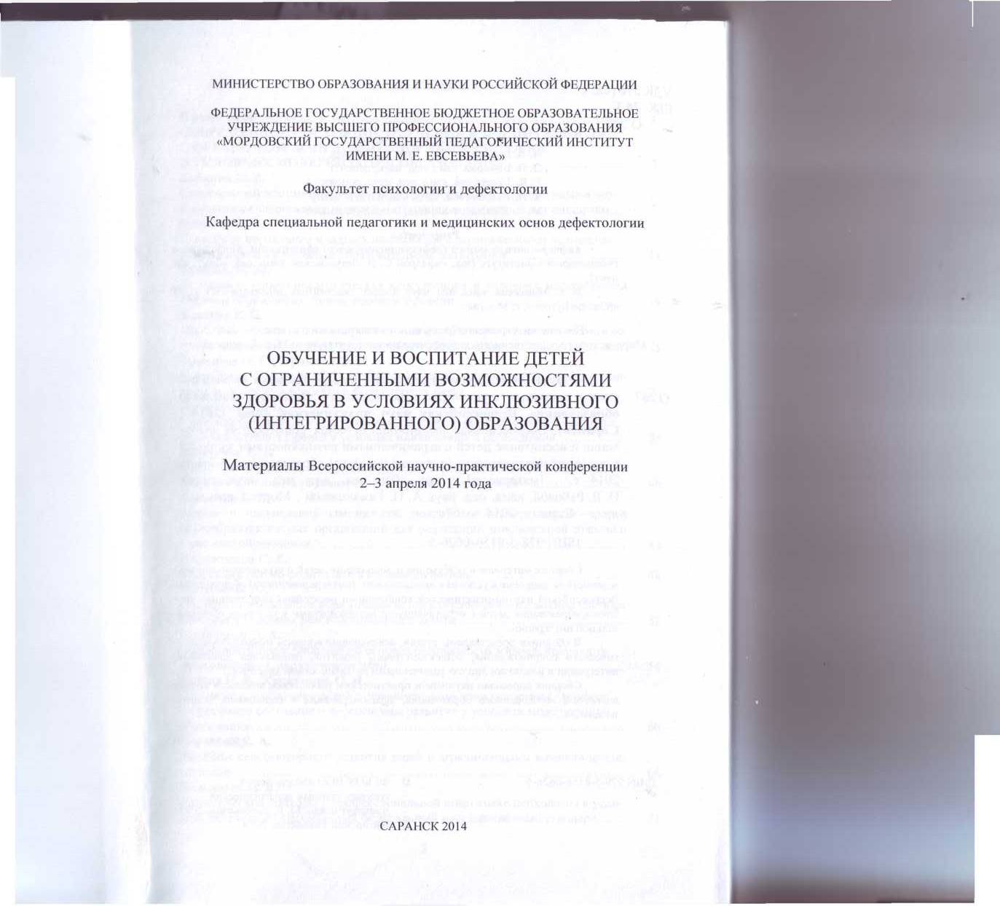 МИНИСТЕРСТВО ОБРАЗОВАНИЯ И НАУКИ РОССИЙСКОЙ ФЕДЕРАЦИИ
ФЕДЕРАЛЬНОЕ ГОСУДАРСТВЕННОЕ БЮДЖЕТНОЕ ОБРАЗОВАТЕЛЬНОЕ
УЧРЕЖДЕНИЕ ВЫСШЕГО ПРОФЕССИОНАЛЬНОГО ОБРАЗОВАНИЯ
«МОРДОВСКИЙ ГОСУДАРСТВЕННЫЙ ПЕДАГОГИЧЕСКИЙ ИНСТИТУТ
ИМЕНИ М. Е. ЕВСЕВЬЕВА»
Факультет психологии и дефектологии
Кафедра специальной педагогики и медицинских основ дефектологии
ОБУЧЕНИЕ И ВОСПИТАНИЕ ДЕТЕЙ
С ОГРАНИЧЕННЫМИ ВОЗМОЖНОСТЯМИ
ЗДОРОВЬЯ В УСЛОВИЯХ ИНКЛЮЗИВНОГО
(ИНТЕГРИРОВАННОГО) ОБРАЗОВАНИЯ
Материалы Всероссийской научно-практической конференции
2–3 апреля 2014 года
САРАНСК 2014